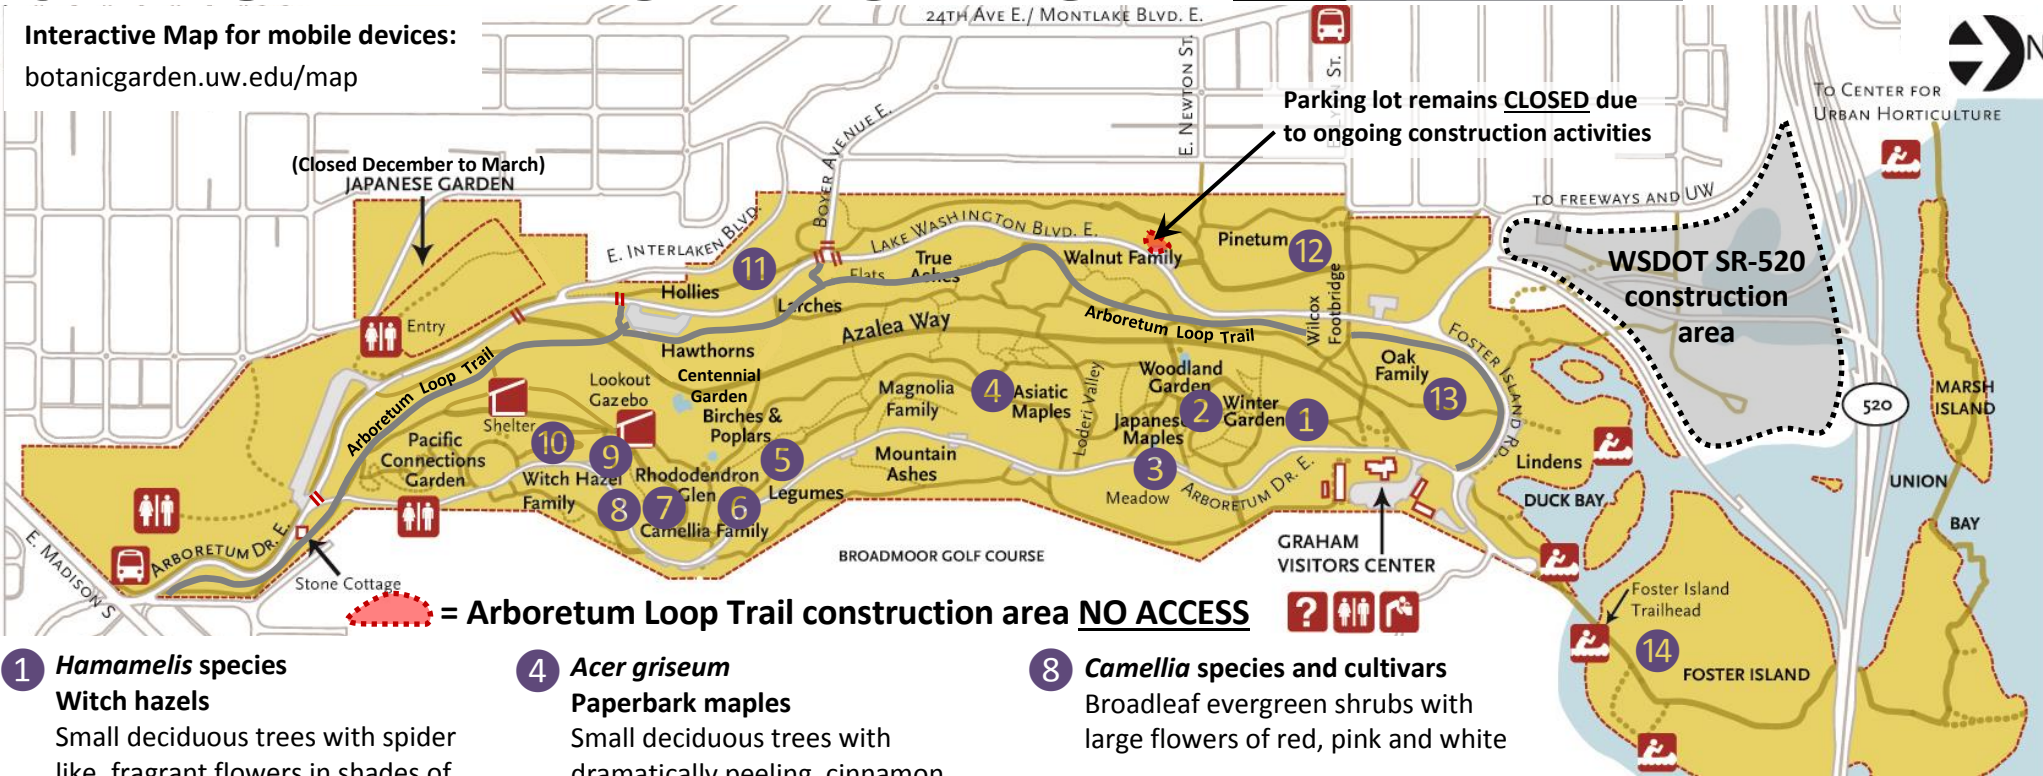 Interactive Map for mobile devices:
botanicgarden.uw.edu/map
24TH AVE E./ MONTLAKE BLVD. E.
N
TO CENTER FOR
URBAN HORTICULTURE
E. NEWTON ST.
Parking lot remains CLOSED due
to ongoing construction activities
BOYER AVENUE E.
(Closed December to March)
JAPANESE GARDEN
TO FREEWAYS AND UW
E. INTERLAKEN BLVD.
LAKE WASHINGTON BLVD. E.
WSDOT SR-520
construction
area
Pinetum
12
11
True
Ashes
Walnut Family
Flats
Hollies
Larches
Wilcox
Footbridge
Entry
Azalea Way
Arboretum Loop Trail
FOSTER ISLAND RD.
Arboretum Loop Trail
Hawthorns
Lookout
Gazebo
Centennial
Garden
Birches &
Poplars
Magnolia
Family
4
Asiatic
Maples
Loderi Valley
Woodland
Garden
2
Winter
Garden
1
Oak
Family
13
520
MARSH
ISLAND
Shelter
Japanese
Maples
3
Pacific
Connections
Garden
10
9
Witch Hazel
Family
Rhododendron
Glen
5
Legumes
Mountain
Ashes
8
7
6
Camellia Family
Meadow
ARBORETUM DR. E.
Lindens
DUCK BAY
UNION
BAY
ARBORETUM DR. E.
E. MADISON S
Stone Cottage
BROADMOOR GOLF COURSE
GRAHAM
VISITORS CENTER
?
Foster Island
Trailhead
14
FOSTER ISLAND
= Arboretum Loop Trail construction area NO ACCESS
1 Hamamelis species
Witch hazels
Small deciduous trees with spider
like, fragrant flowers in shades of
4 Acer griseum
Paperbark maples
Small deciduous trees with
dramatically peeling, cinnamon
8 Camellia species and cultivars
Broadleaf evergreen shrubs with
large flowers of red, pink and white